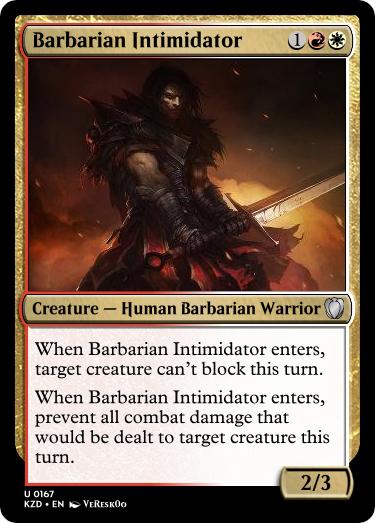 Barbarian Intimidator 1
Creature — Human Barbarian Warrior
When Barbarian Intimidator enters,
target creature can't block this turn.
When Barbarian Intimidator enters,
prevent all combat damage that
would be dealt to target creature this
turn.
2/3
U 0167
KZD • EN VeReskOo